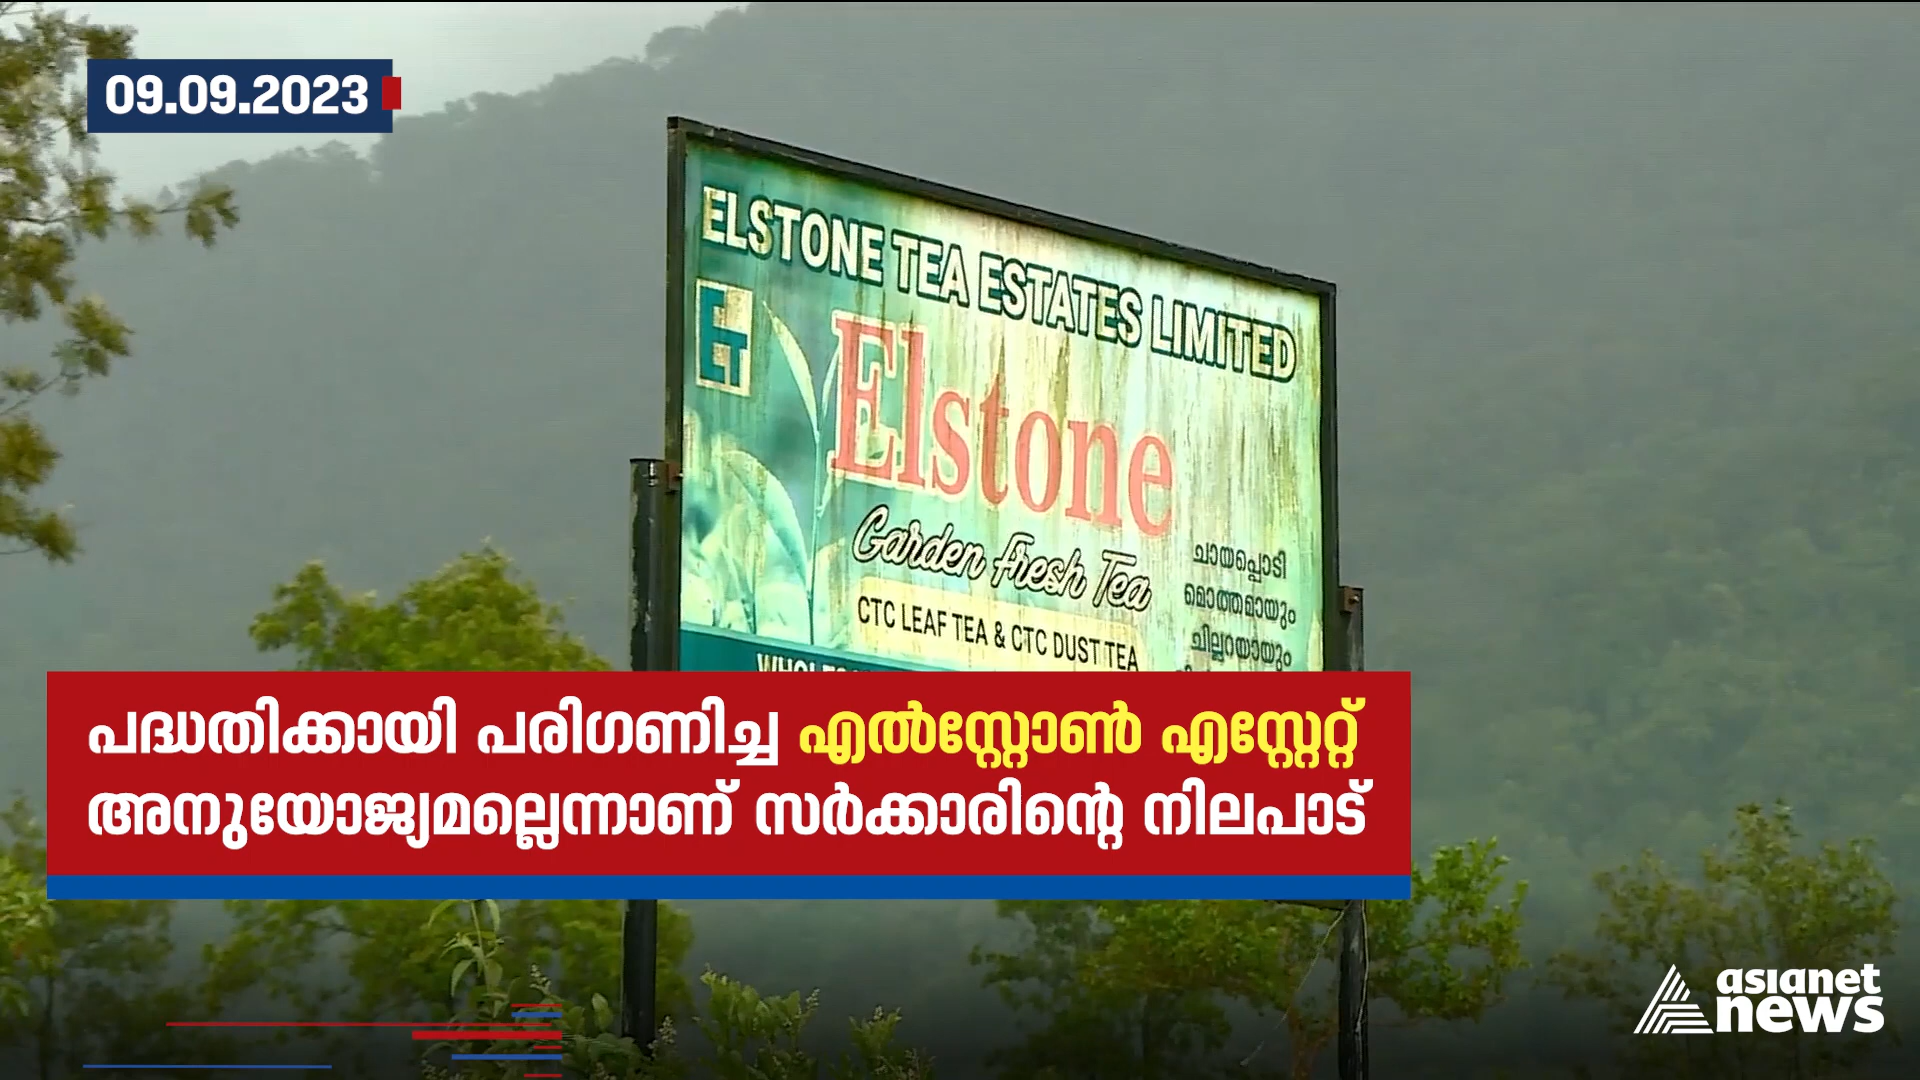 09.09.2023
ELSTONE TEA ESTATES LIMITED
ET
Elstone
Garden fresh Tea
CTC LEAF TEA & CTC DUST TEA
ചായപ്പൊടി
മൊത്തമായും
ചില്ലറയായും
പദ്ധതിക്കായി പരിഗണിച്ച എൽസ്റ്റോൺ എസ്റ്റേറ്റ്
അനുയോജ്യമല്ലെന്നാണ് സർക്കാരിന്റെ നിലപാട്
asianet
news